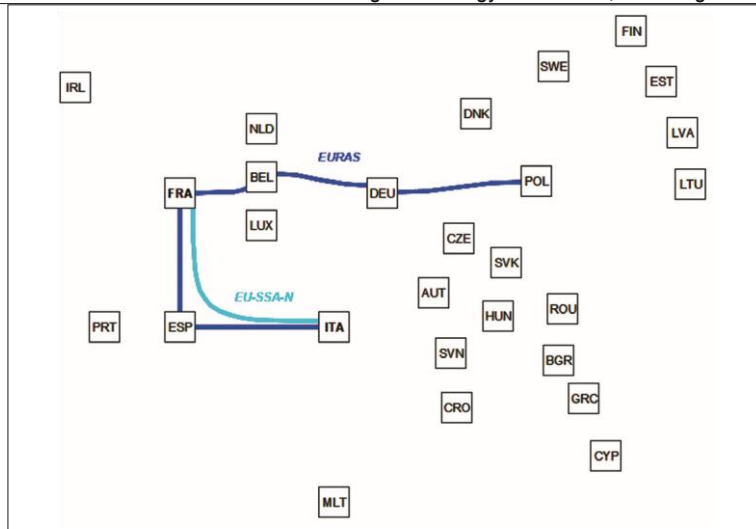 FIN
SWE
IRL
EST
DNK
NLD
LVA
EURAS
BEL
POL
LTU
FRA
DEU
LUX
CZE
SVK
AUT
EU-SSA-N
ROU
HUN
PRT
ESP
ITA
SVN
BGR
GRC
CRO
CYP
MLT